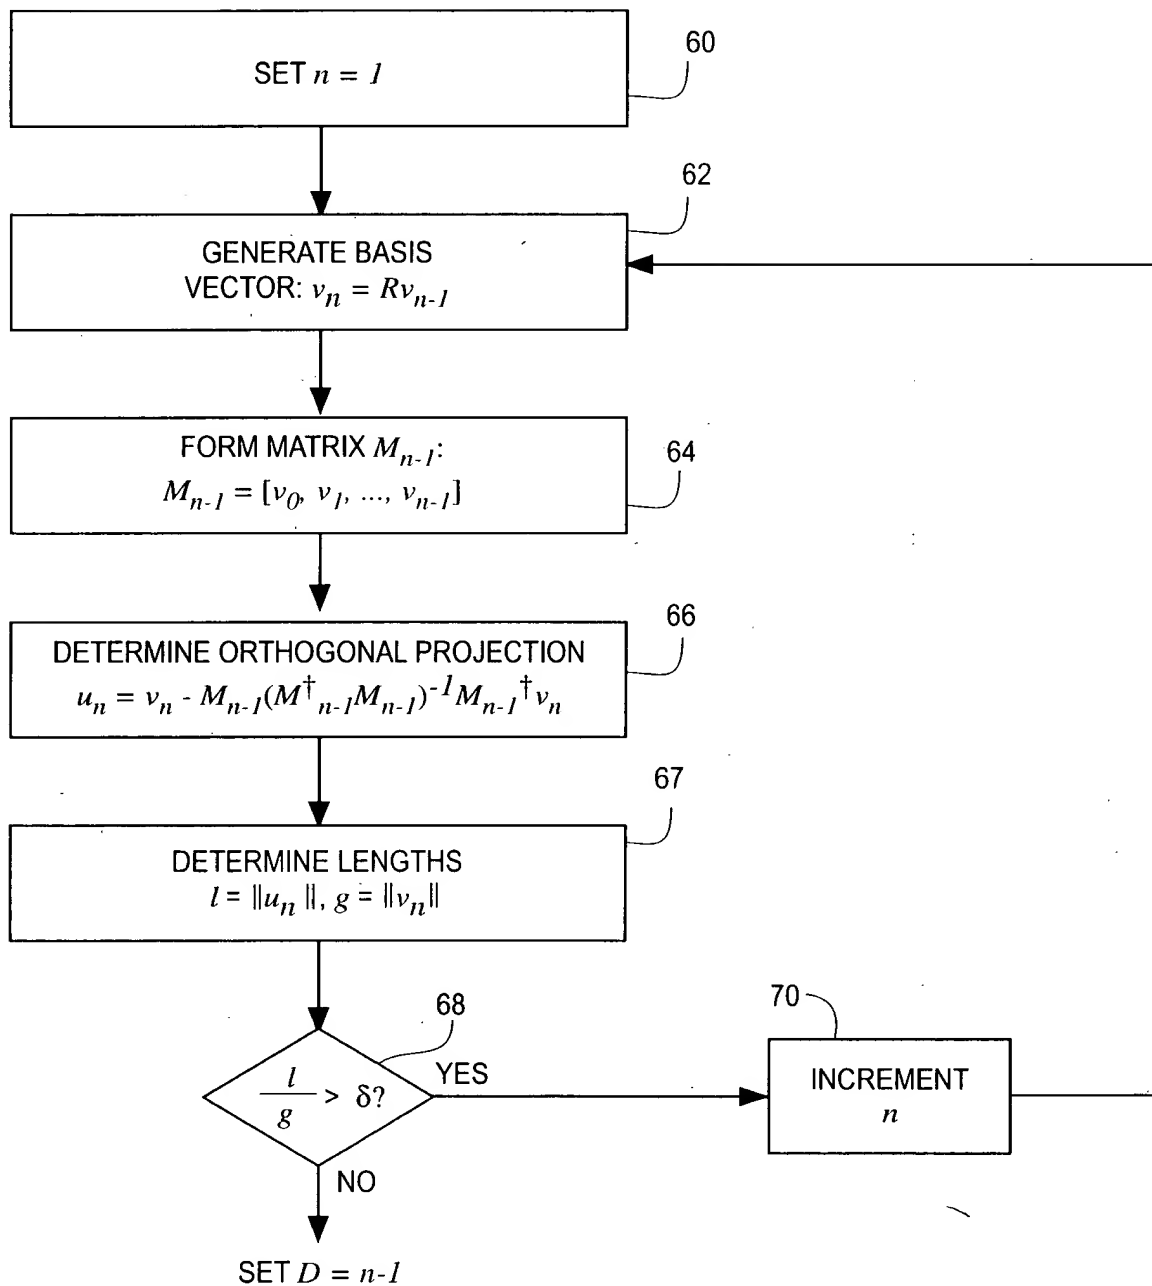 SET n = 1
60
62
GENERATE BASIS
VECTOR: vₙ = Rvₙ₋₁
FORM MATRIX Mₙ₋₁:
Mₙ₋₁ = [v₀, v₁, ..., vₙ₋₁]
64
66
DETERMINE ORTHOGONAL PROJECTION
uₙ = vₙ - Mₙ₋₁(M†ₙ₋₁Mₙ₋₁)⁻¹Mₙ₋₁†vₙ
67
DETERMINE LENGTHS
l = ||uₙ||, g = ||vₙ||
68
l/g > δ?
YES
70
INCREMENT
n
NO
SET D = n-1